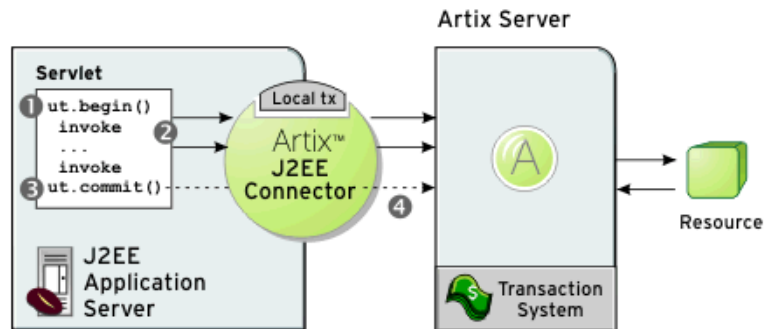 Artix Server
Servlet
1 ut.begin()
invoke 2
...
invoke
3 ut.commit()
Local tx
Artix™
J2EE
Connector
4
A
Resource
J2EE
Application
Server
S
Transaction
System